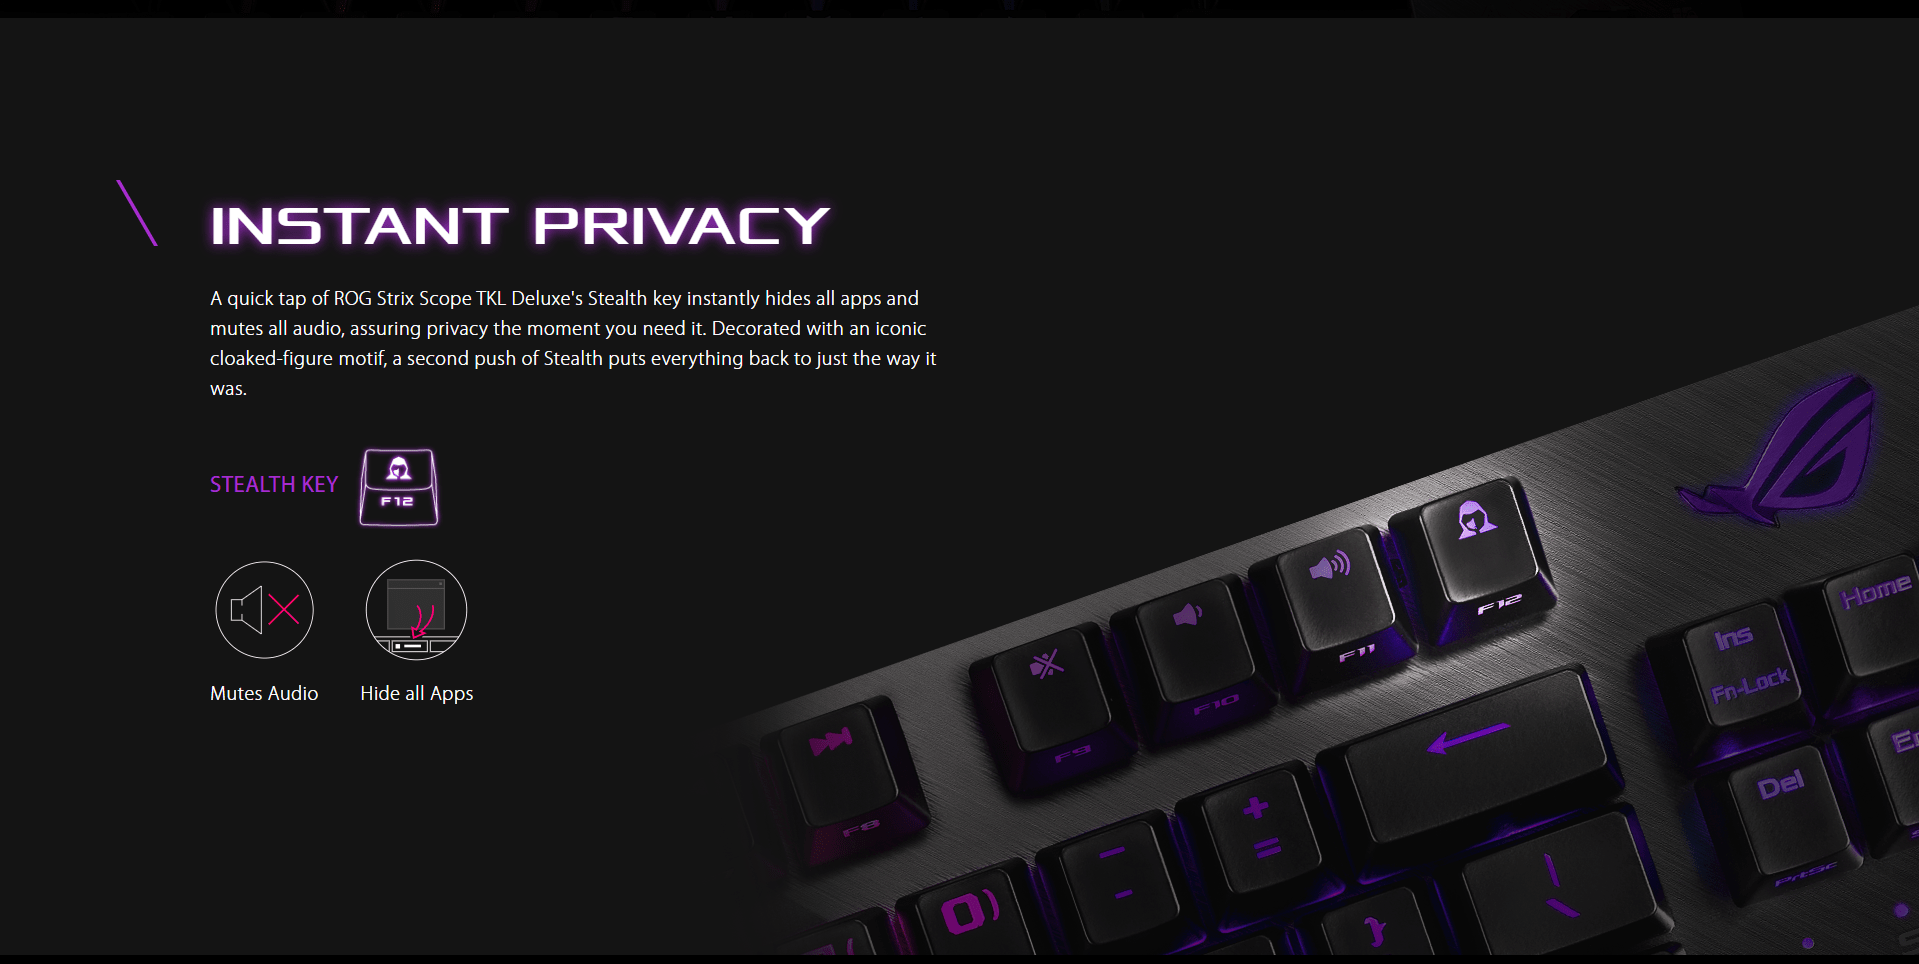 INSTANT PRIVACY
A quick tap of ROG Strix Scope TKL Deluxe's Stealth key instantly hides all apps and
mutes all audio, assuring privacy the moment you need it. Decorated with an iconic
cloaked-figure motif, a second push of Stealth puts everything back to just the way it
was.
STEALTH KEY
F12
Mutes Audio
Hide all Apps
F12
F11
F10
F9
F8
Home
Ins
Fn-Lock
Del
PrtSc
+
=
-
-
0 )